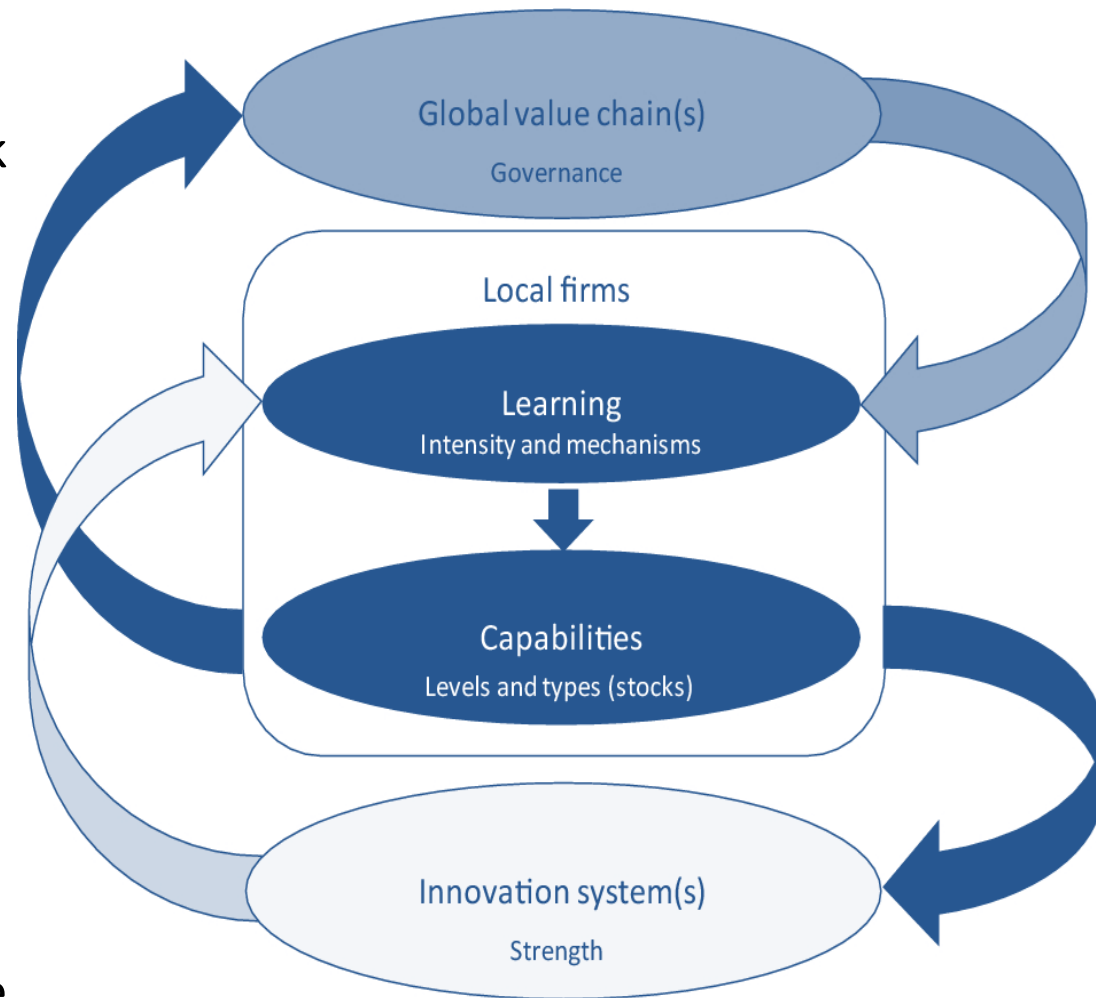 k
Global value chain(s)
Governance
Local firms
Learning
Intensity and mechanisms
Capabilities
Levels and types (stocks)
Innovation system(s)
Strength